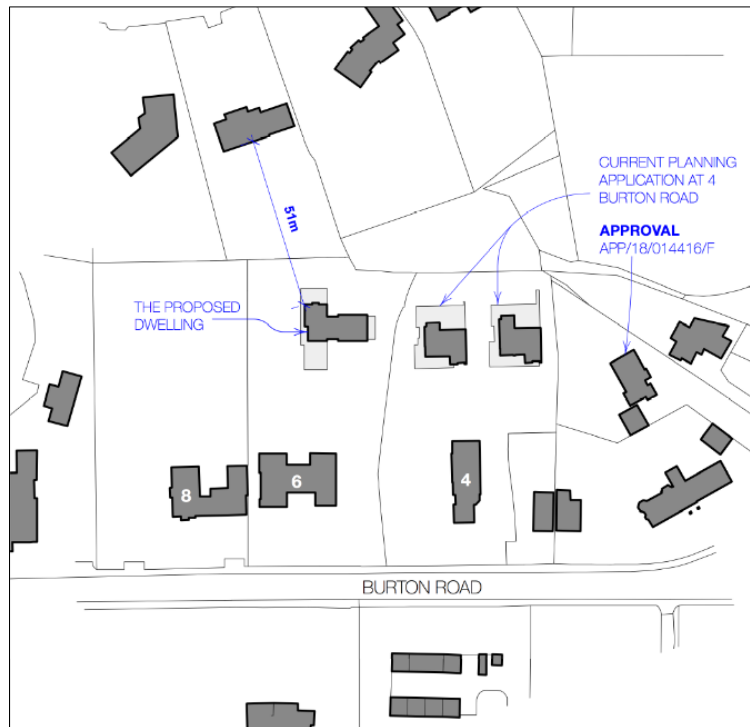 CURRENT PLANNING
APPLICATION AT 4
BURTON ROAD
APPROVAL
APP/18/014416/F
51m
THE PROPOSED
DWELLING
8
6
4
BURTON ROAD